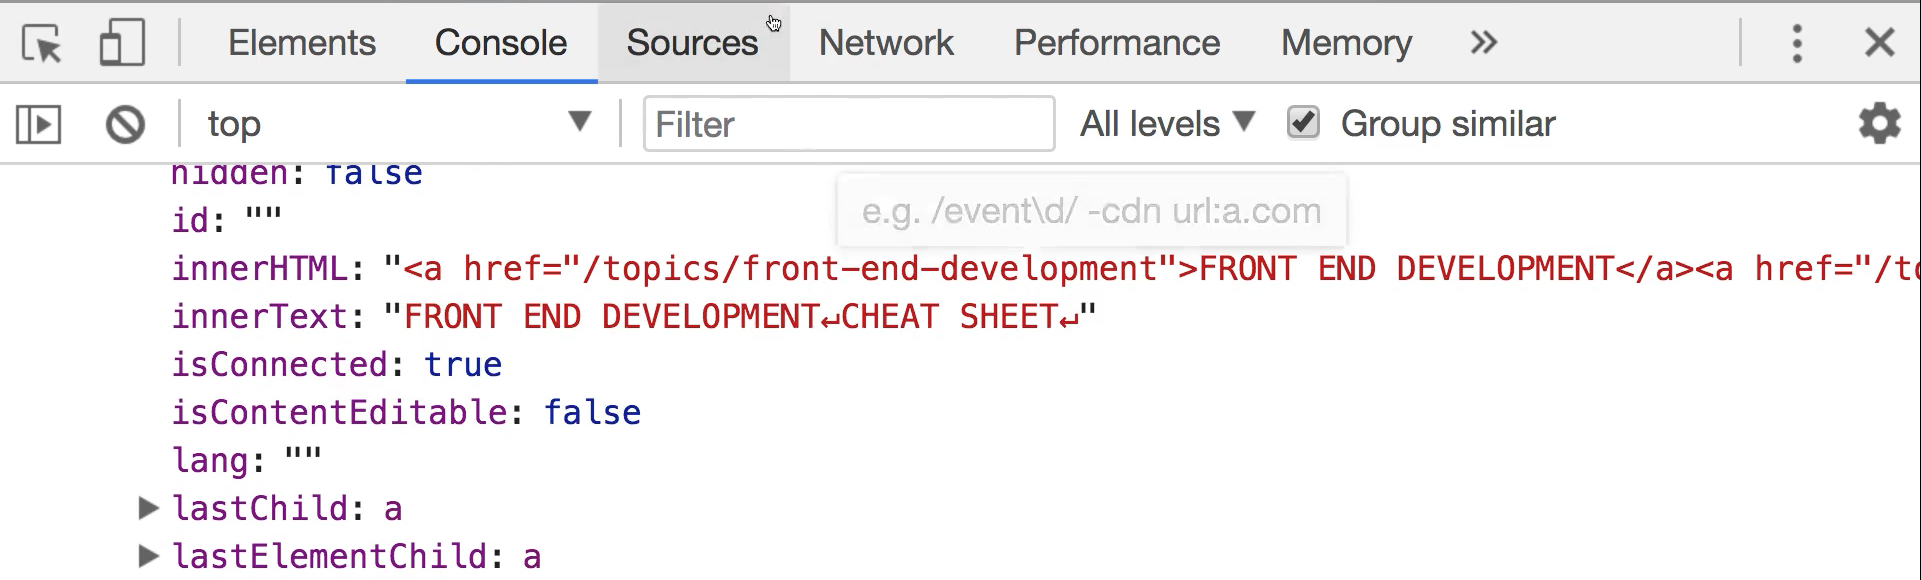 Elements Console Sources Network Performance Memory »
top ▼ Filter All levels ▼ Group similar
hidden: false
e.g. /event\d/ -cdn url:a.com
id: ""
innerHTML: "<a href="/topics/front-end-development">FRONT END DEVELOPMENT</a><a href="/to
innerText: "FRONT END DEVELOPMENT↵CHEAT SHEET↵"
isConnected: true
isContentEditable: false
lang: ""
▶ lastChild: a
▶ lastElementChild: a